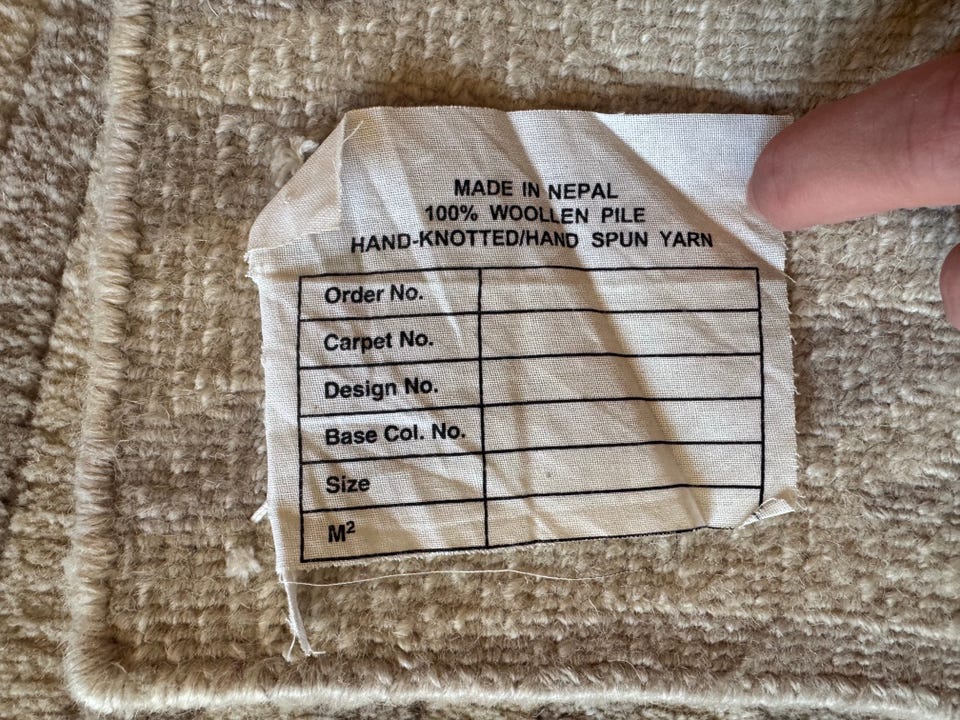 MADE IN NEPAL
100% WOOLLEN PILE
HAND-KNOTTED/HAND SPUN YARN
Order No.
Carpet No.
Design No.
Base Col. No.
Size
M²